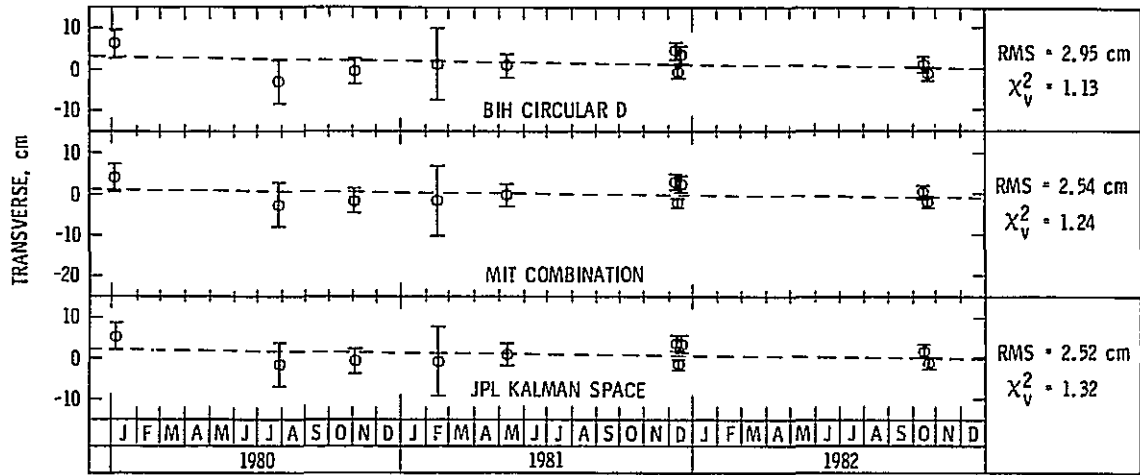 10
0
-10
BIH CIRCULAR D
RMS = 2.95 cm
χ²ᵥ = 1.13
TRANSVERSE, cm
10
0
-10
-20
MIT COMBINATION
RMS = 2.54 cm
χ²ᵥ = 1.24
10
0
-10
JPL KALMAN SPACE
RMS = 2.52 cm
χ²ᵥ = 1.32
J F M A M J J A S O N D J F M A M J J A S O N D J F M A M J J A S O N D
1980 1981 1982